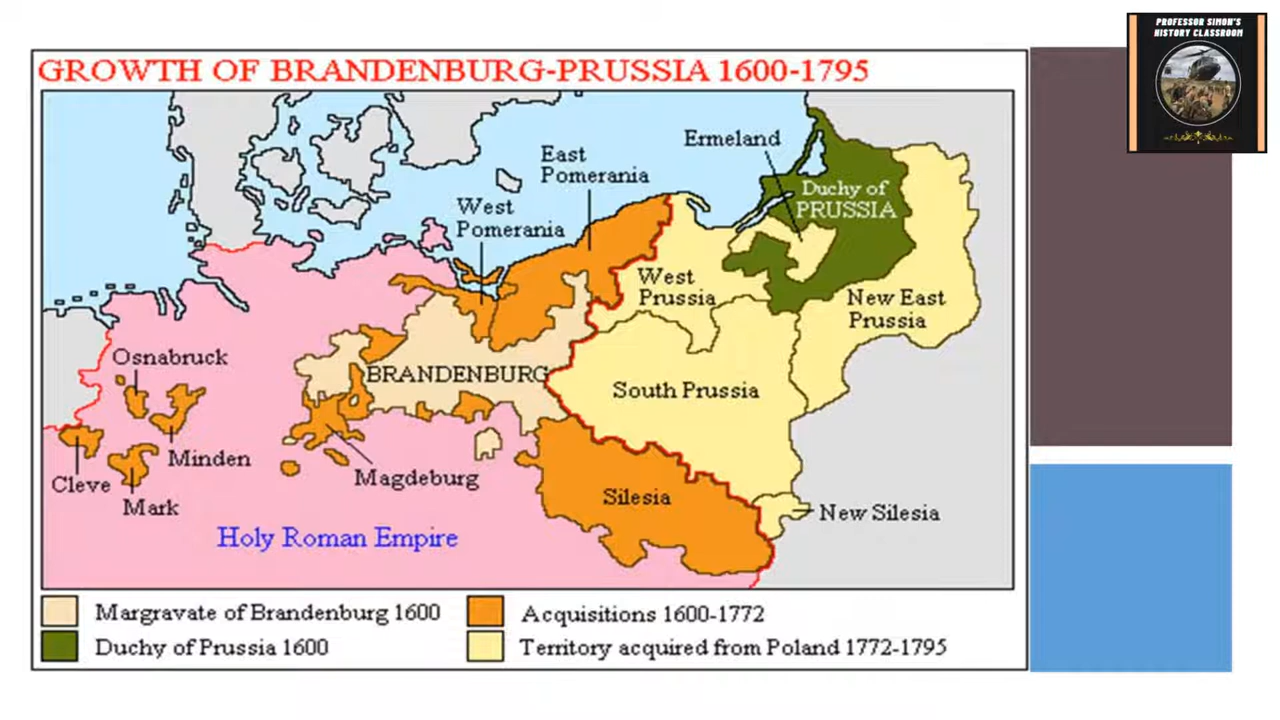 PROFESSOR SIMON'S
HISTORY CLASSROOM
GROWTH OF BRANDENBURG-PRUSSIA 1600-1795
Ermeland
East
Pomerania
West
Pomerania
Duchy of
PRUSSIA
West
Prussia
New East
Prussia
Osnabruck
BRANDENBURG
South Prussia
Minden
Cleve
Mark
Magdeburg
Silesia
New Silesia
Holy Roman Empire
Margravate of Brandenburg 1600
Acquisitions 1600-1772
Duchy of Prussia 1600
Territory acquired from Poland 1772-1795